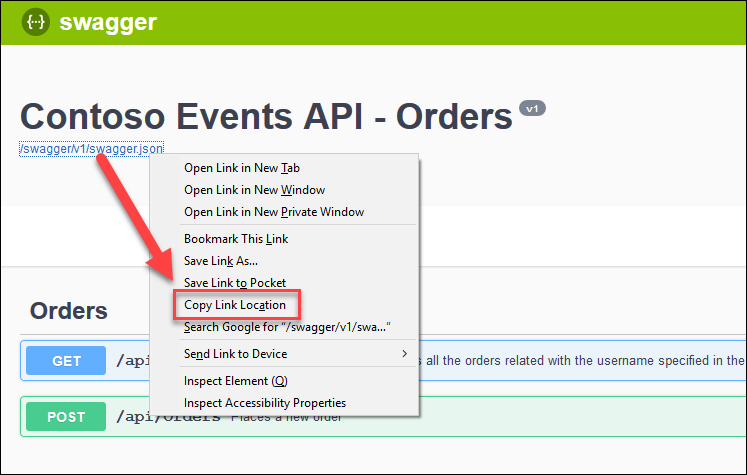 {···} swagger
Contoso Events API - Orders v1
/swagger/v1/swagger.json
Open Link in New Tab
Open Link in New Window
Open Link in New Private Window
Bookmark This Link
Save Link As...
Save Link to Pocket
Copy Link Location
Search Google for “/swagger/v1/swa...”
Send Link to Device
Inspect Element (Q)
Inspect Accessibility Properties
Orders
GET /api all the orders related with the username specified in the
POST /api/Orders Places a new order